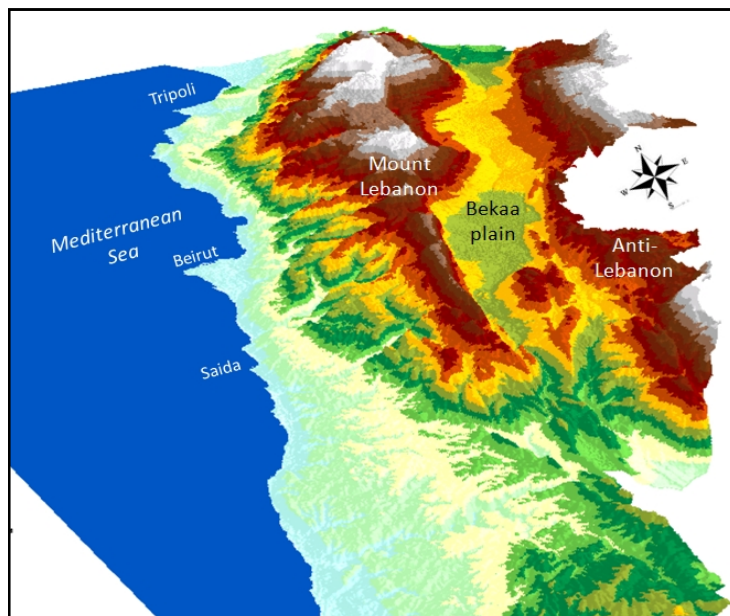 Tripoli
Mount
Lebanon
Bekaa
plain
Mediterranean
Sea
Beirut
Anti-
Lebanon
Saida
N
E
W
S